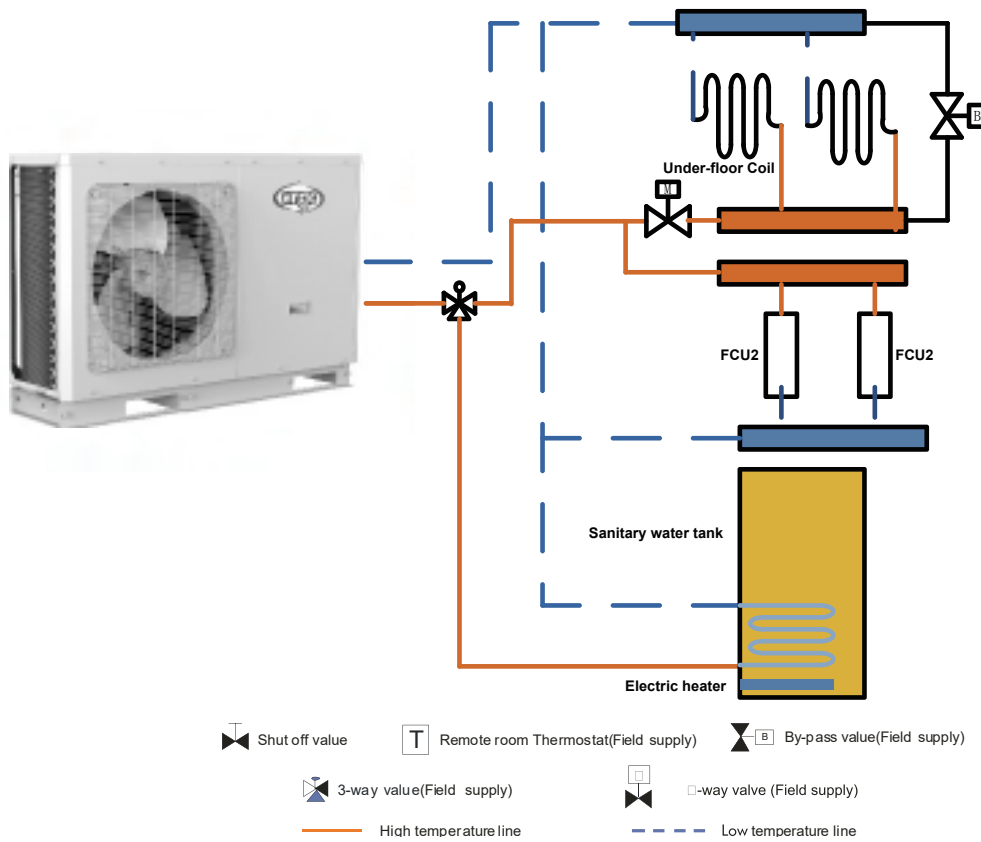 B
Under-floor Coil
M
FCU2 FCU2
Sanitary water tank
Electric heater
Shut off value
T Remote room Thermostat(Field supply)
B By-pass value(Field supply)
3-way value(Field supply)
-way valve (Field supply)
High temperature line
Low temperature line